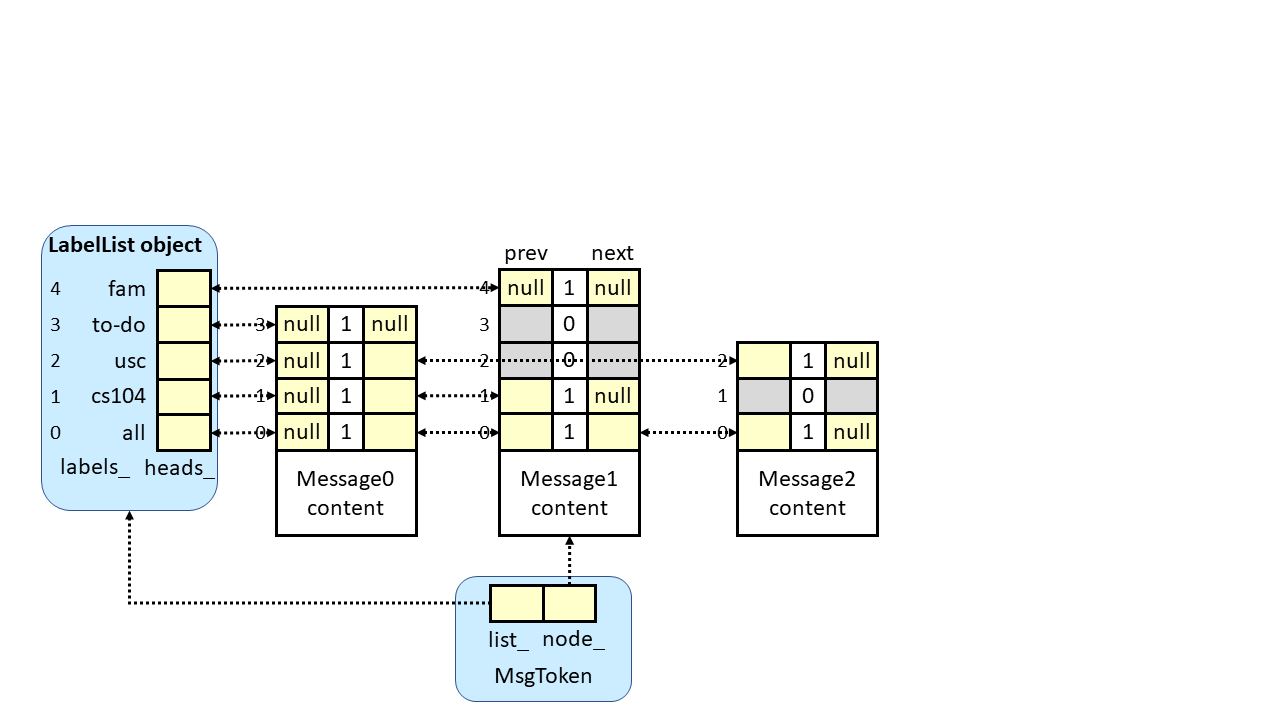 LabelList object
prev next
4 fam 4 null 1 null
3 to-do 3 null 1 null 3 0
2 usc 2 null 1 2 0 2 1 null
1 cs104 1 null 1 1 1 null 1 0
0 all 0 null 1 0 1 0 1 null
labels_ heads_
Message0
content
Message1
content
Message2
content
list_ node_
MsgToken